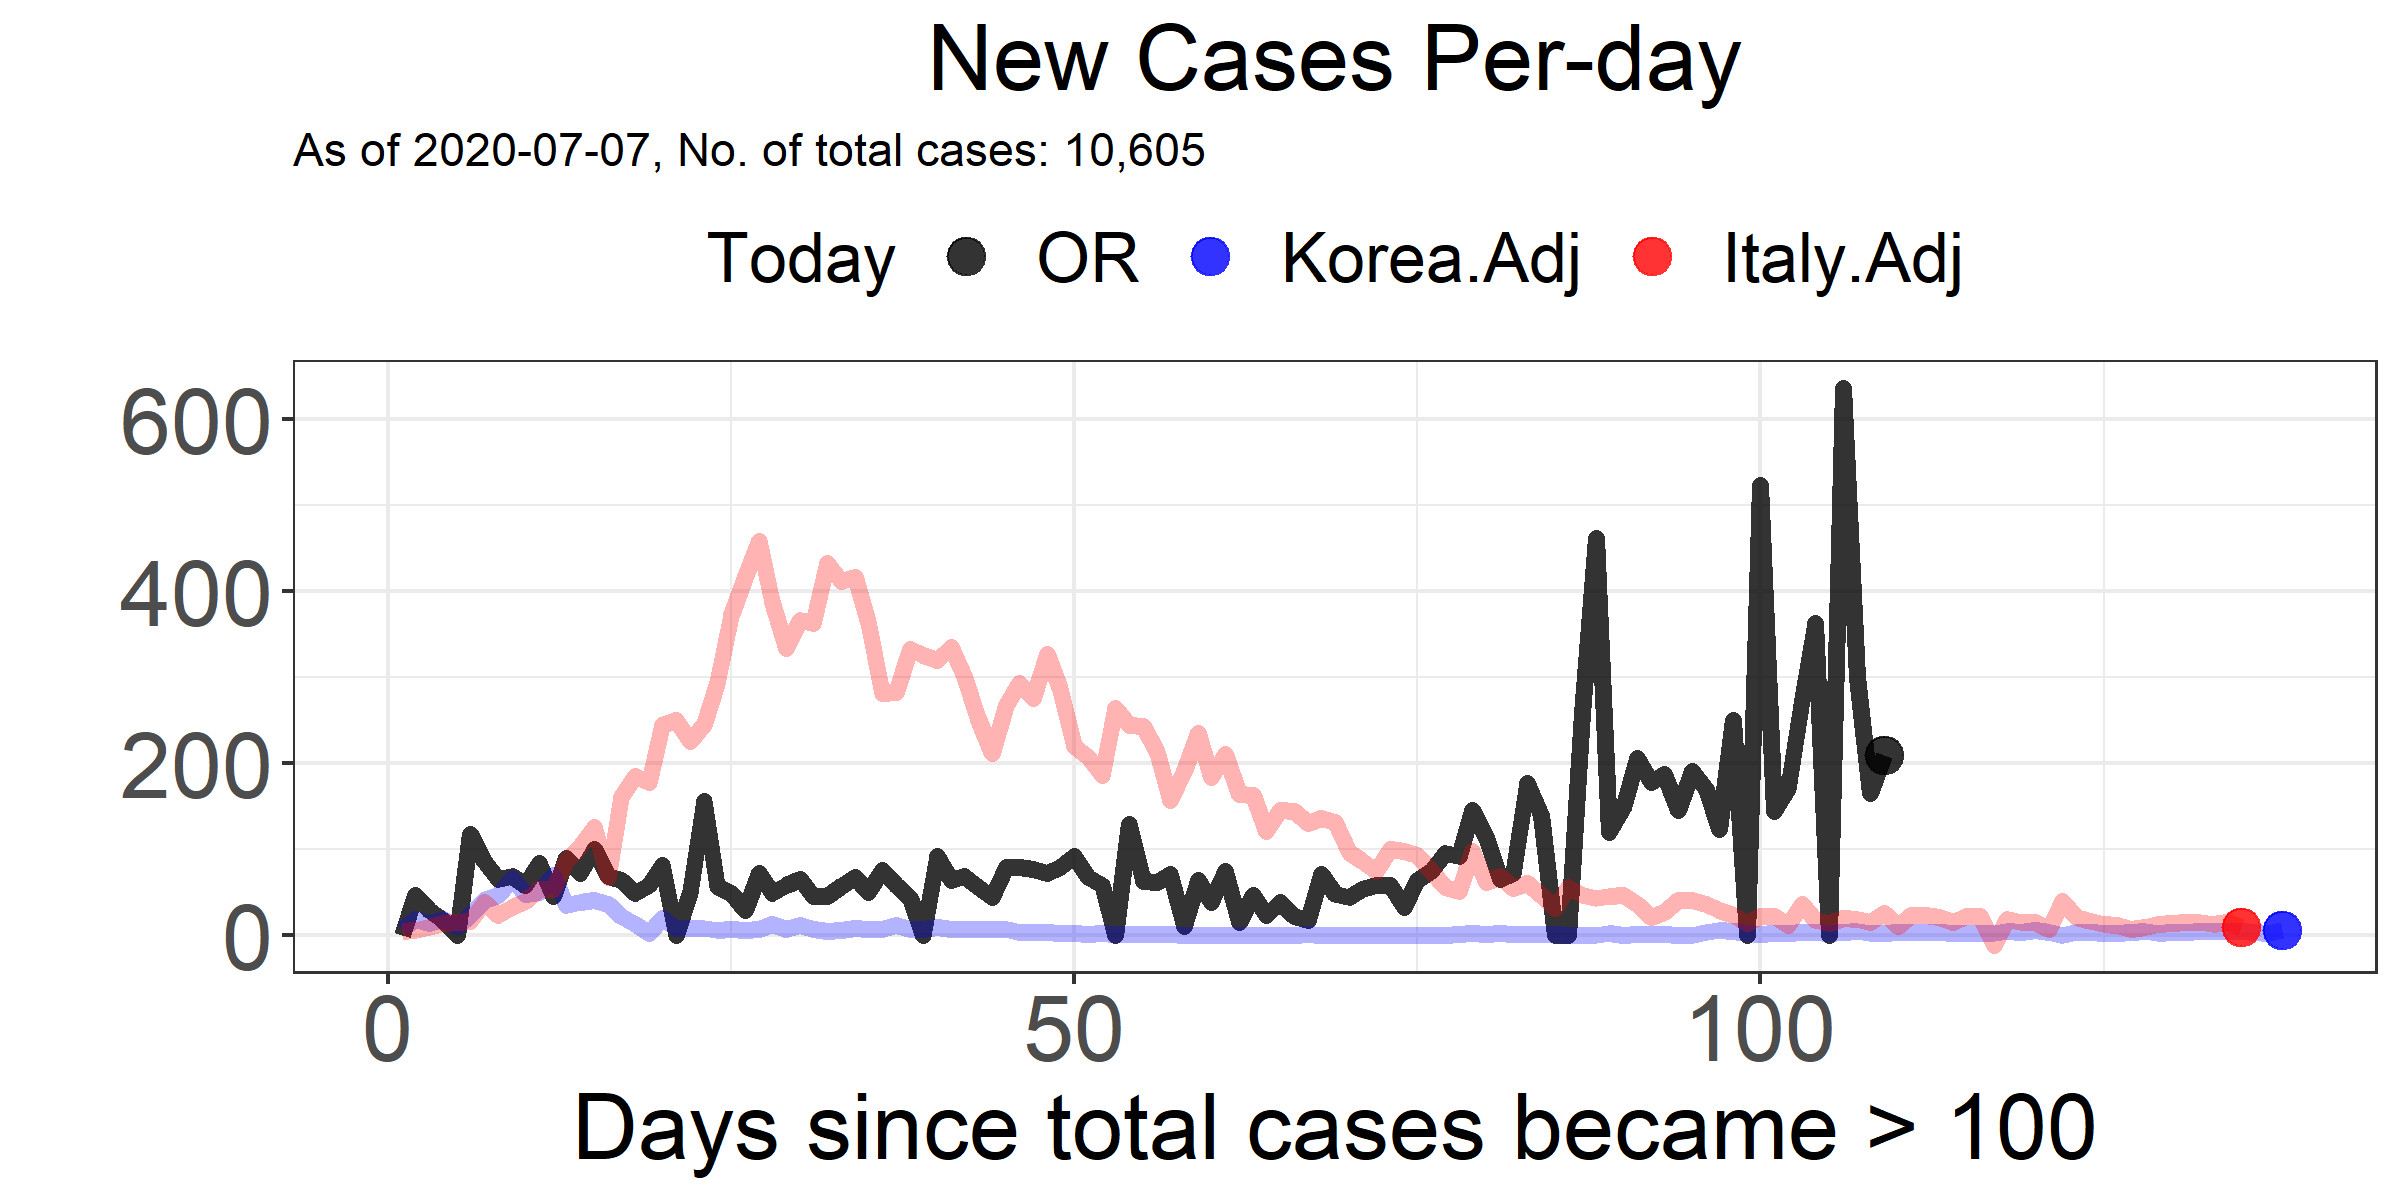 New Cases Per-day
As of 2020-07-07, No. of total cases: 10,605
Today OR Korea.Adj Italy.Adj
600
400
200
0
0 50 100
Days since total cases became > 100